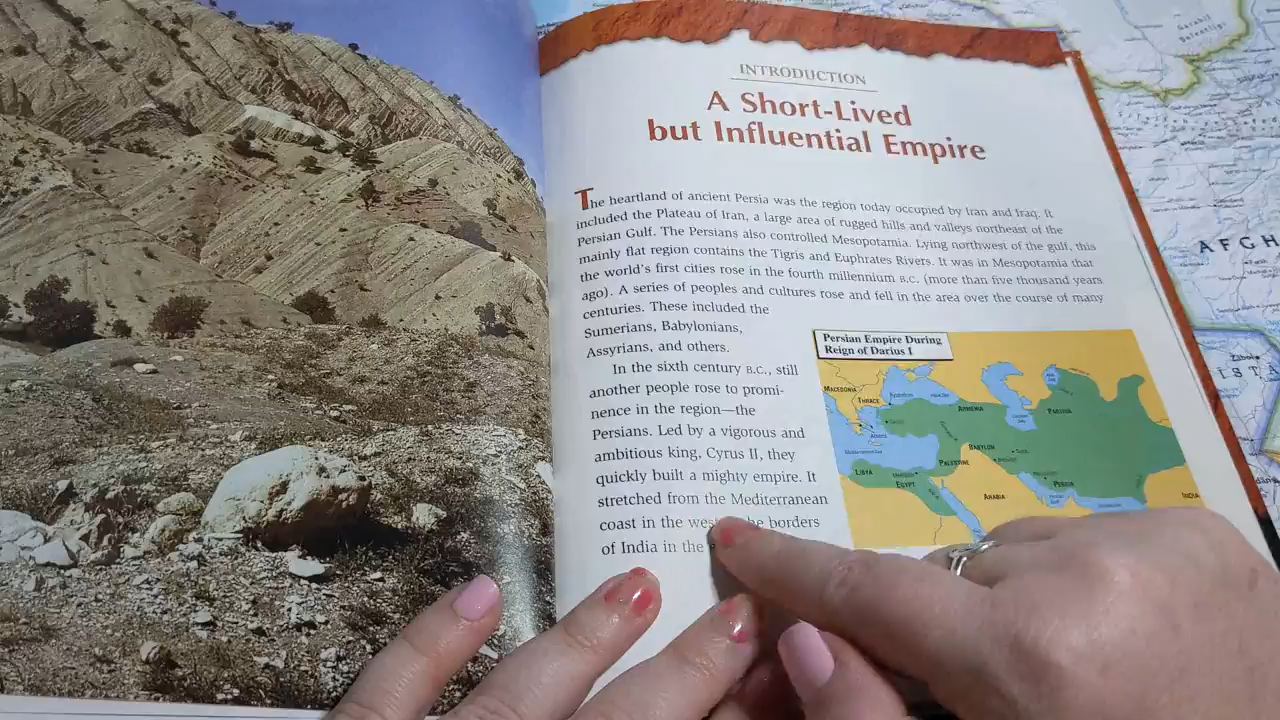 INTRODUCTION
A Short-Lived
but Influential Empire
The heartland of ancient Persia was the region today occupied by Iran and Iraq. It
included the Plateau of Iran, a large area of rugged hills and valleys northeast of the
Persian Gulf. The Persians also controlled Mesopotamia. Lying northwest of the gulf, this
mainly flat region contains the Tigris and Euphrates Rivers. It was in Mesopotamia that
the world's first cities rose in the fourth millennium B.C. (more than five thousand years
ago). A series of peoples and cultures rose and fell in the area over the course of many
centuries. These included the
Sumerians, Babylonians,
Assyrians, and others.
In the sixth century B.C., still
another people rose to promi-
nence in the region—the
Persians. Led by a vigorous and
ambitious king, Cyrus II, they
quickly built a mighty empire. It
stretched from the Mediterranean
coast in the borders
of India in the
Persian Empire During
Reign of Darius I
MACEDONIA
THRACE
ARMENIA
PARTHIA
Athens
BABYLON
PALESTINE
LIBYA
EGYPT
PERSIA
ARABIA
INDIA
AFGH
ISTA